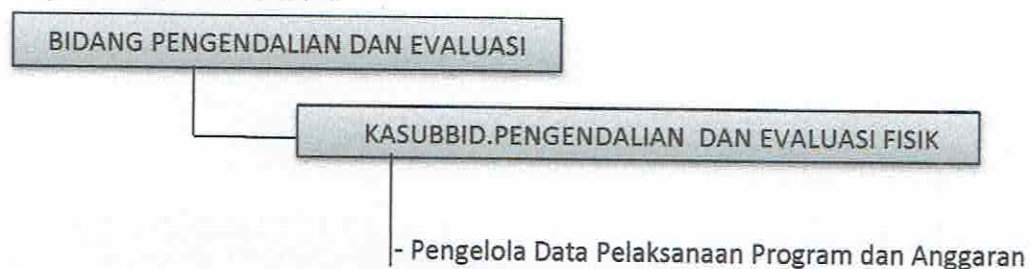 BIDANG PENGENDALIAN DAN EVALUASI
KASUBBID.PENGENDALIAN DAN EVALUASI FISIK
- Pengelola Data Pelaksanaan Program dan Anggaran